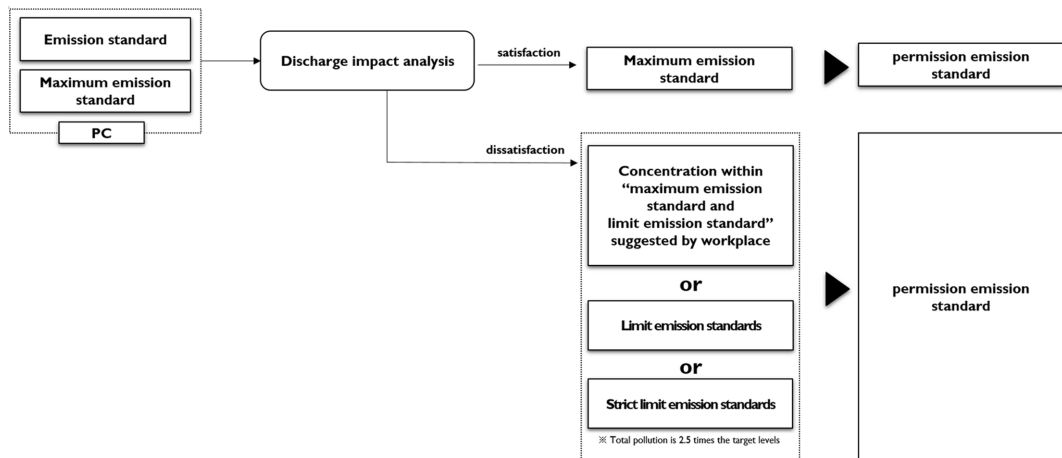 Emission standard
Maximum emission
standard
PC
Discharge impact analysis
satisfaction
Maximum emission
standard
permission emission
standard
dissatisfaction
Concentration within
“maximum emission
standard and
limit emission standard”
suggested by workplace
or
Limit emission standards
or
Strict limit emission standards
※ Total pollution is 2.5 times the target levels
permission emission
standard